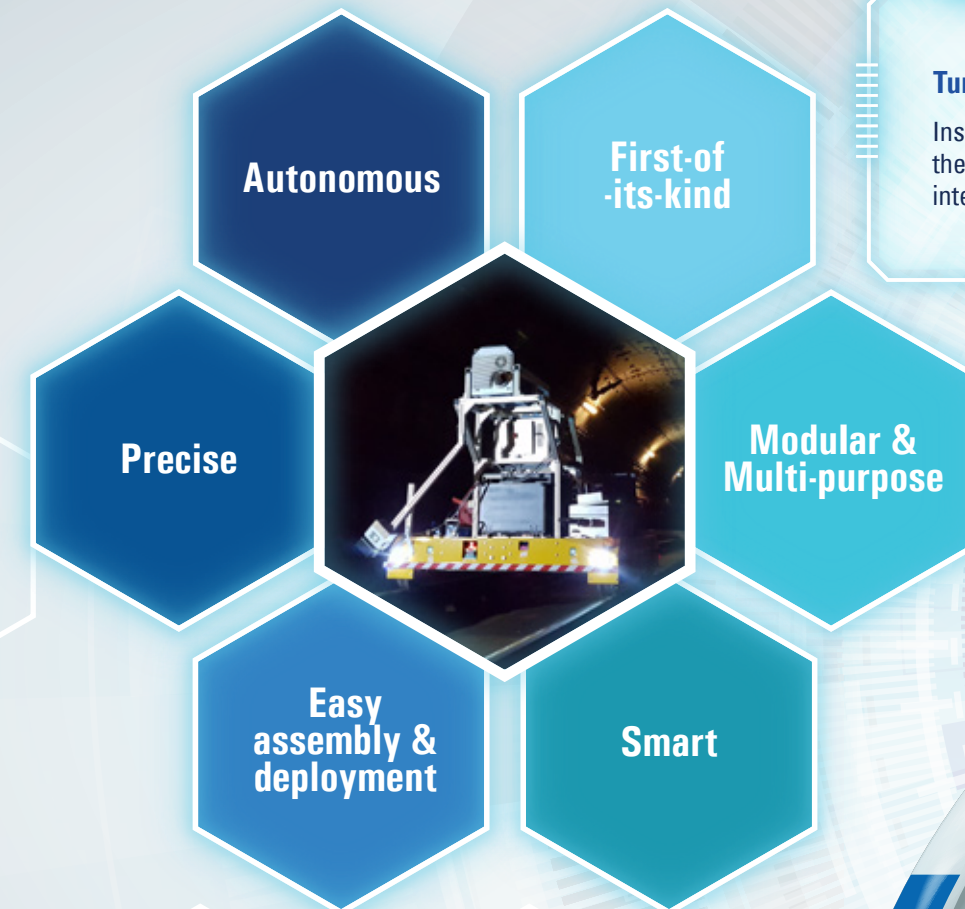 Autonomous
First-of
-its-kind
Precise
Modular &
Multi-purpose
Easy
assembly &
deployment
Smart